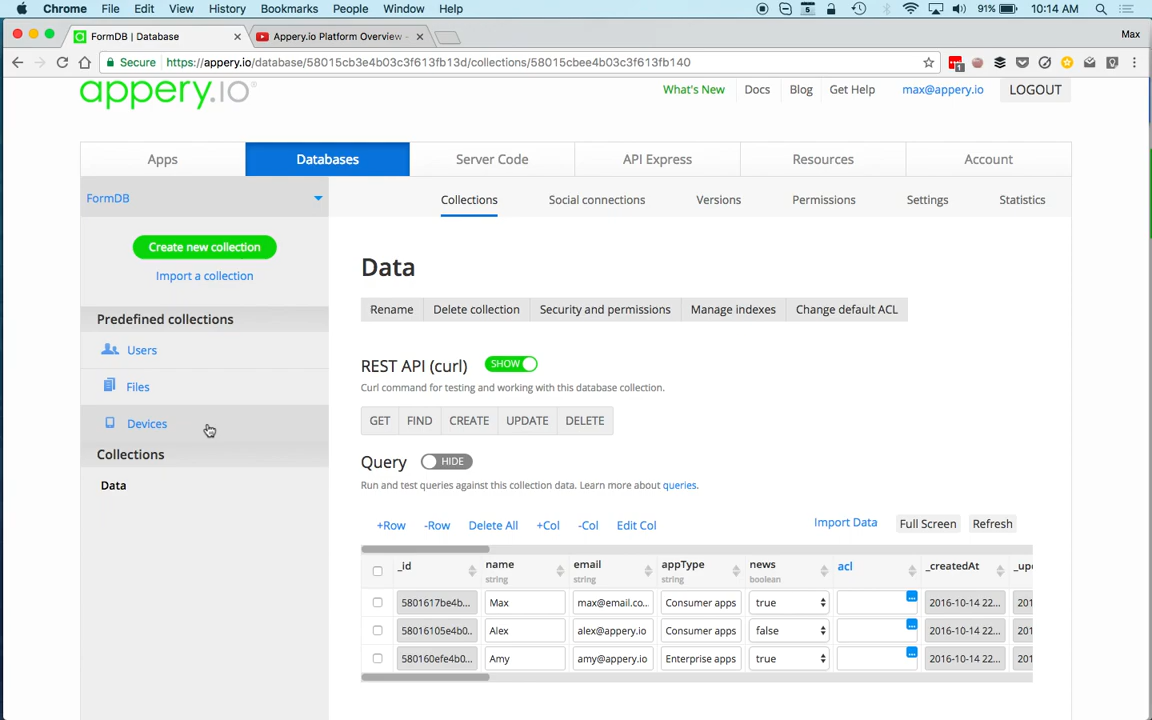 Chrome File Edit View History Bookmarks People Window Help 5 91% 10:14 AM
FormDB | Database Appery.io Platform Overview - Max
Secure https://appery.io/database/58015cb3e4b03c3f613fb13d/collections/58015cbee4b03c3f613fb140 1
appery.io What's New Docs Blog Get Help max@appery.io LOGOUT
Apps Databases Server Code API Express Resources Account
FormDB Collections Social connections Versions Permissions Settings Statistics
Create new collection
Import a collection
Data
Rename Delete collection Security and permissions Manage indexes Change default ACL
Predefined collections
Users
Files
Devices
Collections
Data
REST API (curl) SHOW
Curl command for testing and working with this database collection.
GET FIND CREATE UPDATE DELETE
Query HIDE
Run and test queries against this collection data. Learn more about queries.
+Row -Row Delete All +Col -Col Edit Col Import Data Full Screen Refresh
_id name email appType news acl _createdAt _up
string string string boolean
5801617be4b... Max max@email.co... Consumer apps true ... 2016-10-14 22... 201
58016105e4b0.. Alex alex@appery.io Consumer apps false ... 2016-10-14 22... 201
580160efe4b0... Amy amy@appery.io Enterprise apps true ... 2016-10-14 22... 201